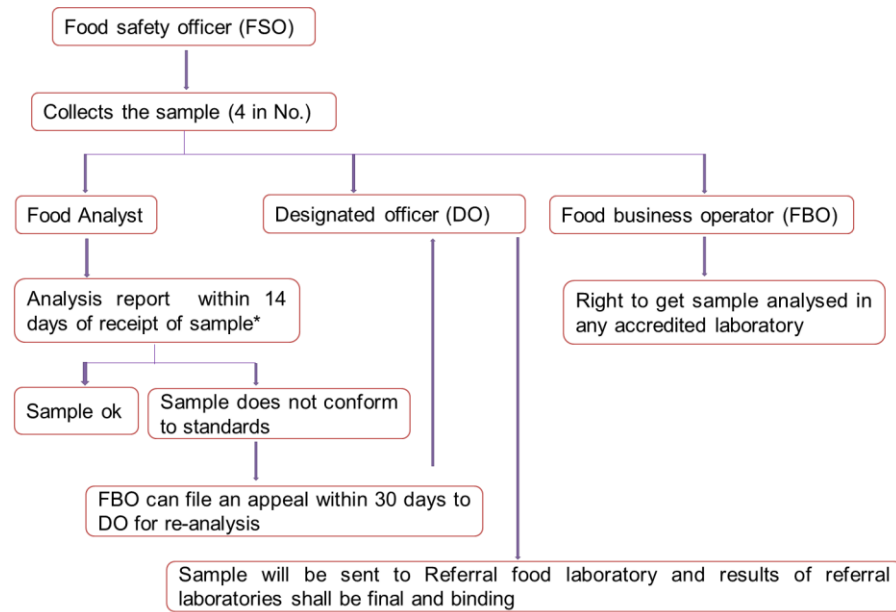 Food safety officer (FSO)
Collects the sample (4 in No.)
Food Analyst
Designated officer (DO)
Food business operator (FBO)
Analysis report within 14
days of receipt of sample*
Right to get sample analysed in
any accredited laboratory
Sample ok
Sample does not conform
to standards
FBO can file an appeal within 30 days to
DO for re-analysis
Sample will be sent to Referral food laboratory and results of referral
laboratories shall be final and binding